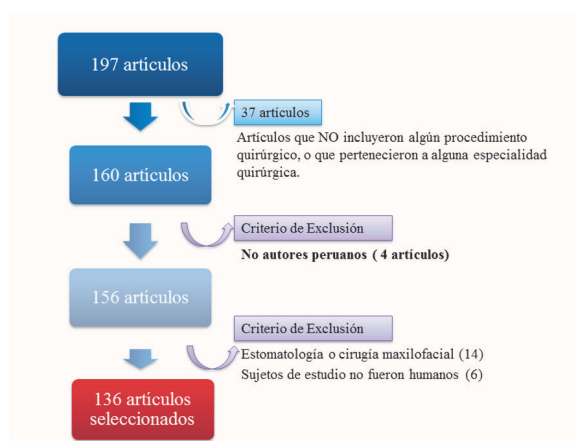 197 artículos
37 artículos
Artículos que NO incluyeron algún procedimiento
quirúrgico, o que pertenecieron a alguna especialidad
quirúrgica.
160 artículos
Criterio de Exclusión
No autores peruanos ( 4 artículos)
156 artículos
Criterio de Exclusión
Estomatología o cirugía maxilofacial (14)
Sujetos de estudio no fueron humanos (6)
136 artículos
seleccionados